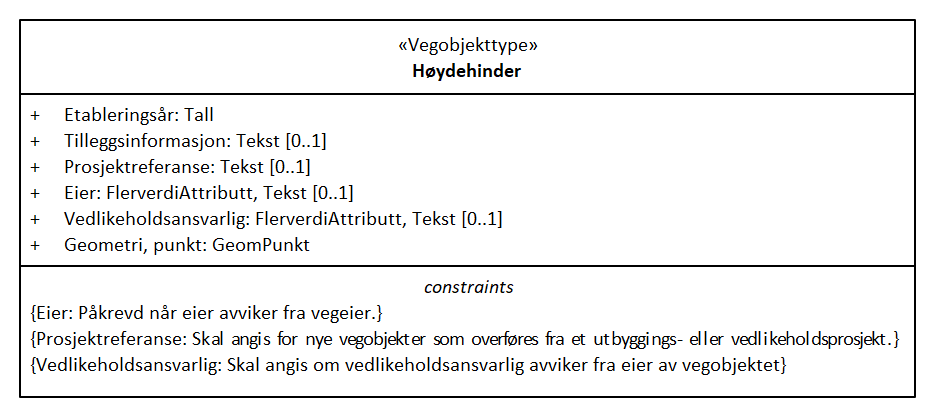 «Vegobjekttype»
Høydehinder
+ Etableringsår: Tall
+ Tilleggsinformasjon: Tekst [0..1]
+ Prosjektreferanse: Tekst [0..1]
+ Eier: FlerverdiAttributt, Tekst [0..1]
+ Vedlikeholdsansvarlig: FlerverdiAttributt, Tekst [0..1]
+ Geometri, punkt: GeomPunkt
constraints
{Eier: Påkrevd når eier avviker fra vegeier.}
{Prosjektreferanse: Skal angis for nye vegobjekter som overføres fra et utbyggings- eller vedlikeholdsprosjekt.}
{Vedlikeholdsansvarlig: Skal angis om vedlikeholdsansvarlig avviker fra eier av vegobjektet}